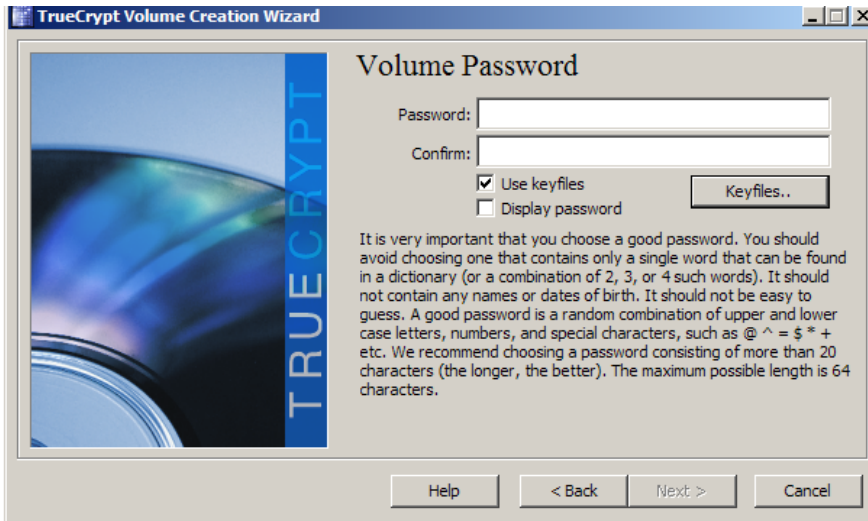 TrueCrypt Volume Creation Wizard
TRUECRYPT
Volume Password
Password:
Confirm:
Use keyfiles
Keyfiles..
Display password
It is very important that you choose a good password. You should
avoid choosing one that contains only a single word that can be found
in a dictionary (or a combination of 2, 3, or 4 such words). It should
not contain any names or dates of birth. It should not be easy to
guess. A good password is a random combination of upper and lower
case letters, numbers, and special characters, such as @ ^ = $ * +
etc. We recommend choosing a password consisting of more than 20
characters (the longer, the better). The maximum possible length is 64
characters.
Help
< Back
Next >
Cancel